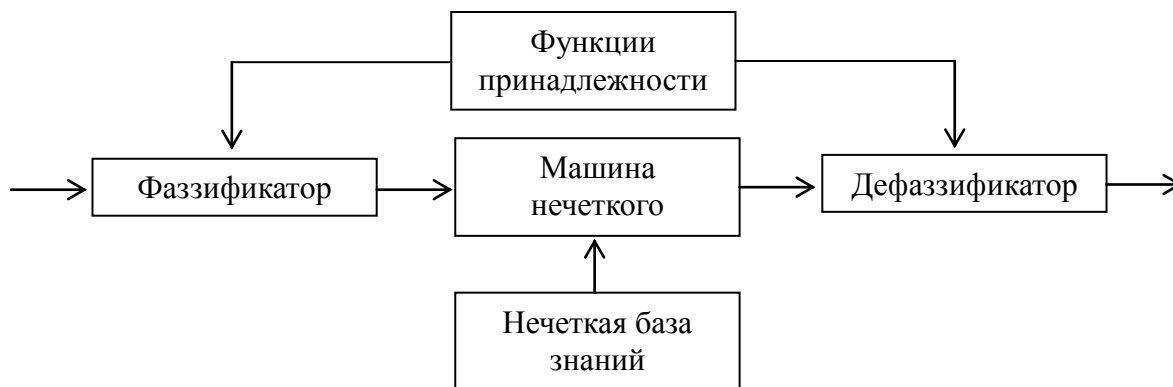 Функции
принадлежности
Фаззификатор
Машина
нечеткого
Дефаззификатор
Нечеткая база
знаний